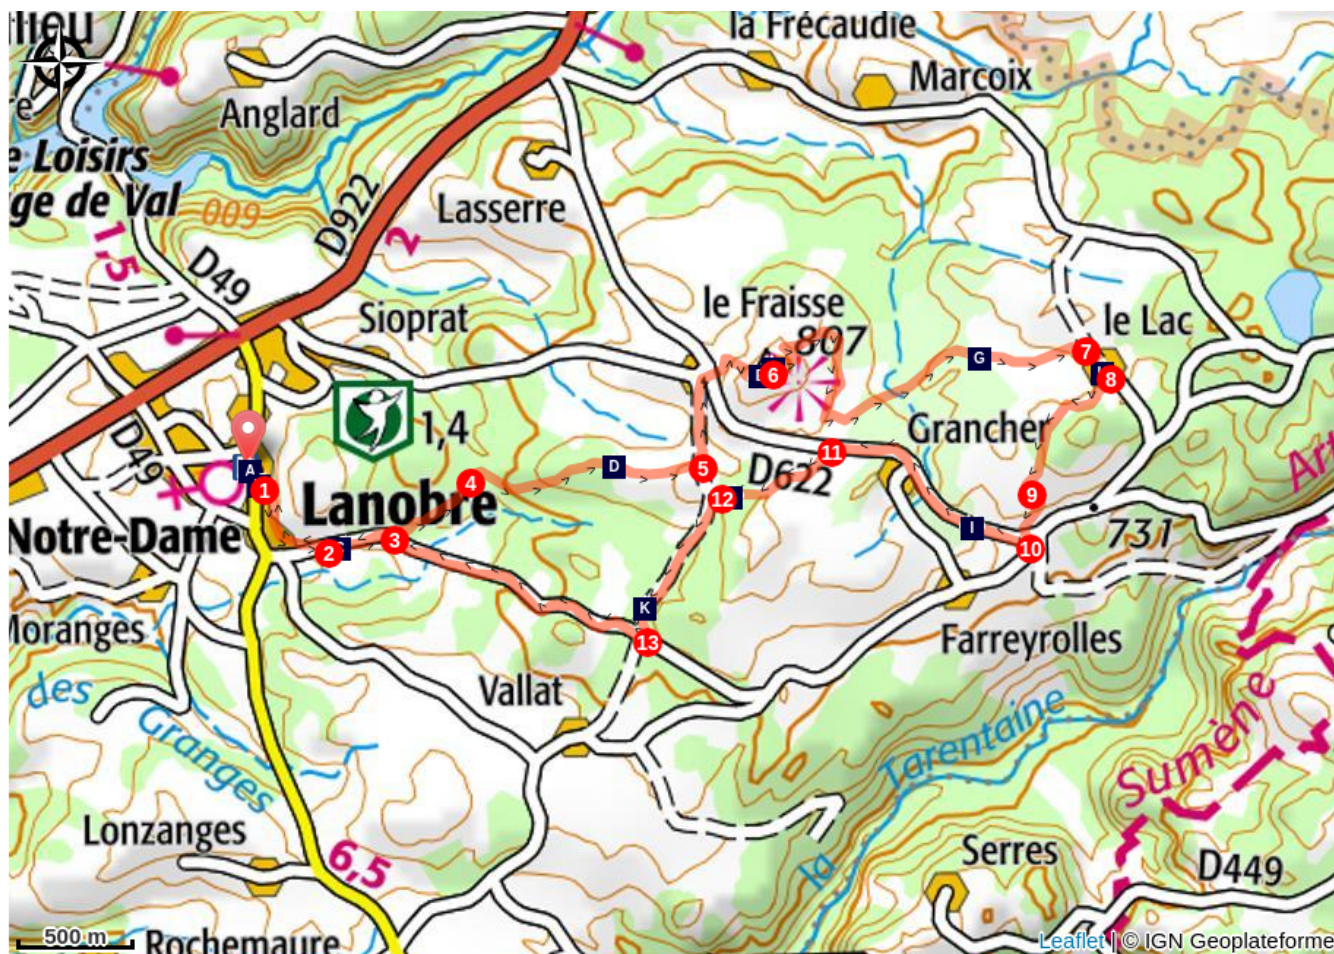 la Frécaudie
Marcoix
Anglard
e Loisirs
ge de Val
1,5
009
D922
2
Lasserre
D49
Sioprat
le Fraisse
807
le Lac
1,4
Grancher
D49
Lanobre
D622
Notre-Dame
731
A
1
2
3
4
D
5
6
G
7
8
9
10
I
11
12
K
13
Moranges
des
Granges
Vallat
Farreyrolles
la
Tarentaine
Sumène
Art
Lonzanges
6,5
Serres
D449
Rochemaure
500 m
Leaflet | © IGN Geoplateforme